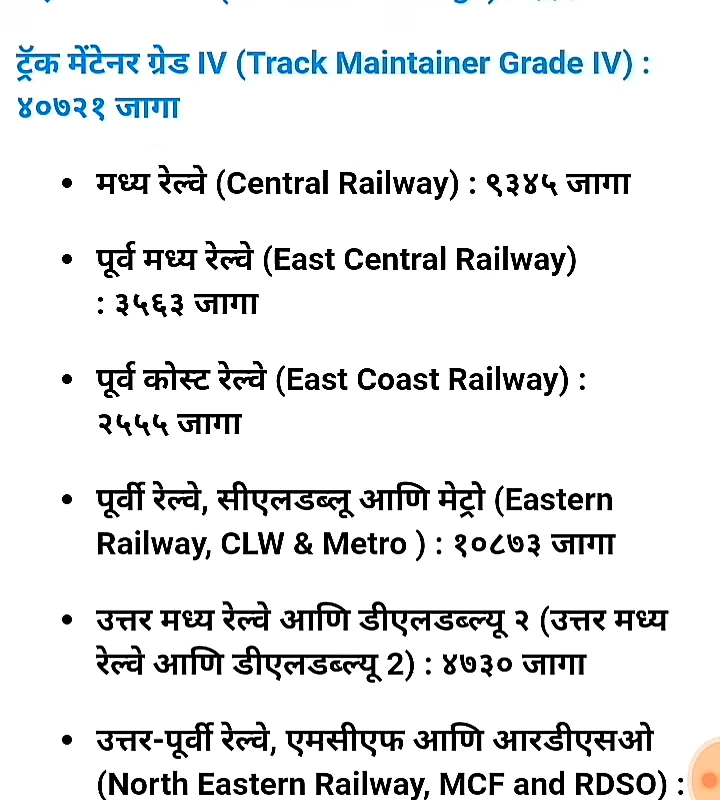 ट्रॅक मेंटेनर ग्रेड IV (Track Maintainer Grade IV) :
४०७२१ जागा
• मध्य रेल्वे (Central Railway) : ९३४५ जागा
• पूर्व मध्य रेल्वे (East Central Railway)
: ३५६३ जागा
• पूर्व कोस्ट रेल्वे (East Coast Railway) :
२५५५ जागा
• पूर्वी रेल्वे, सीएलडब्लू आणि मेट्रो (Eastern
Railway, CLW & Metro ) : १०८७३ जागा
• उत्तर मध्य रेल्वे आणि डीएलडब्ल्यू २ (उत्तर मध्य
रेल्वे आणि डीएलडब्ल्यू 2) : ४७३० जागा
• उत्तर-पूर्वी रेल्वे, एमसीएफ आणि आरडीएसओ
(North Eastern Railway, MCF and RDSO) :